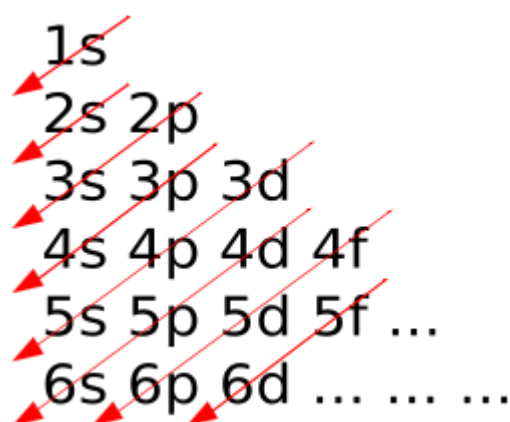 1s
2s 2p
3s 3p 3d
4s 4p 4d 4f
5s 5p 5d 5f ...
6s 6p 6d ... ... ...